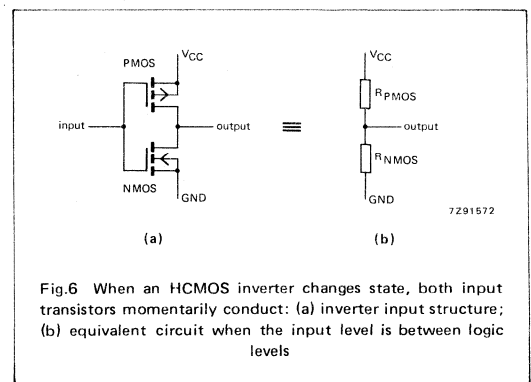 PMOS
VCC
input
output
NMOS
GND
(a)
≡
VCC
RPMOS
output
RNMOS
GND
7Z91572
(b)
Fig.6 When an HCMOS inverter changes state, both input
transistors momentarily conduct: (a) inverter input structure;
(b) equivalent circuit when the input level is between logic
levels